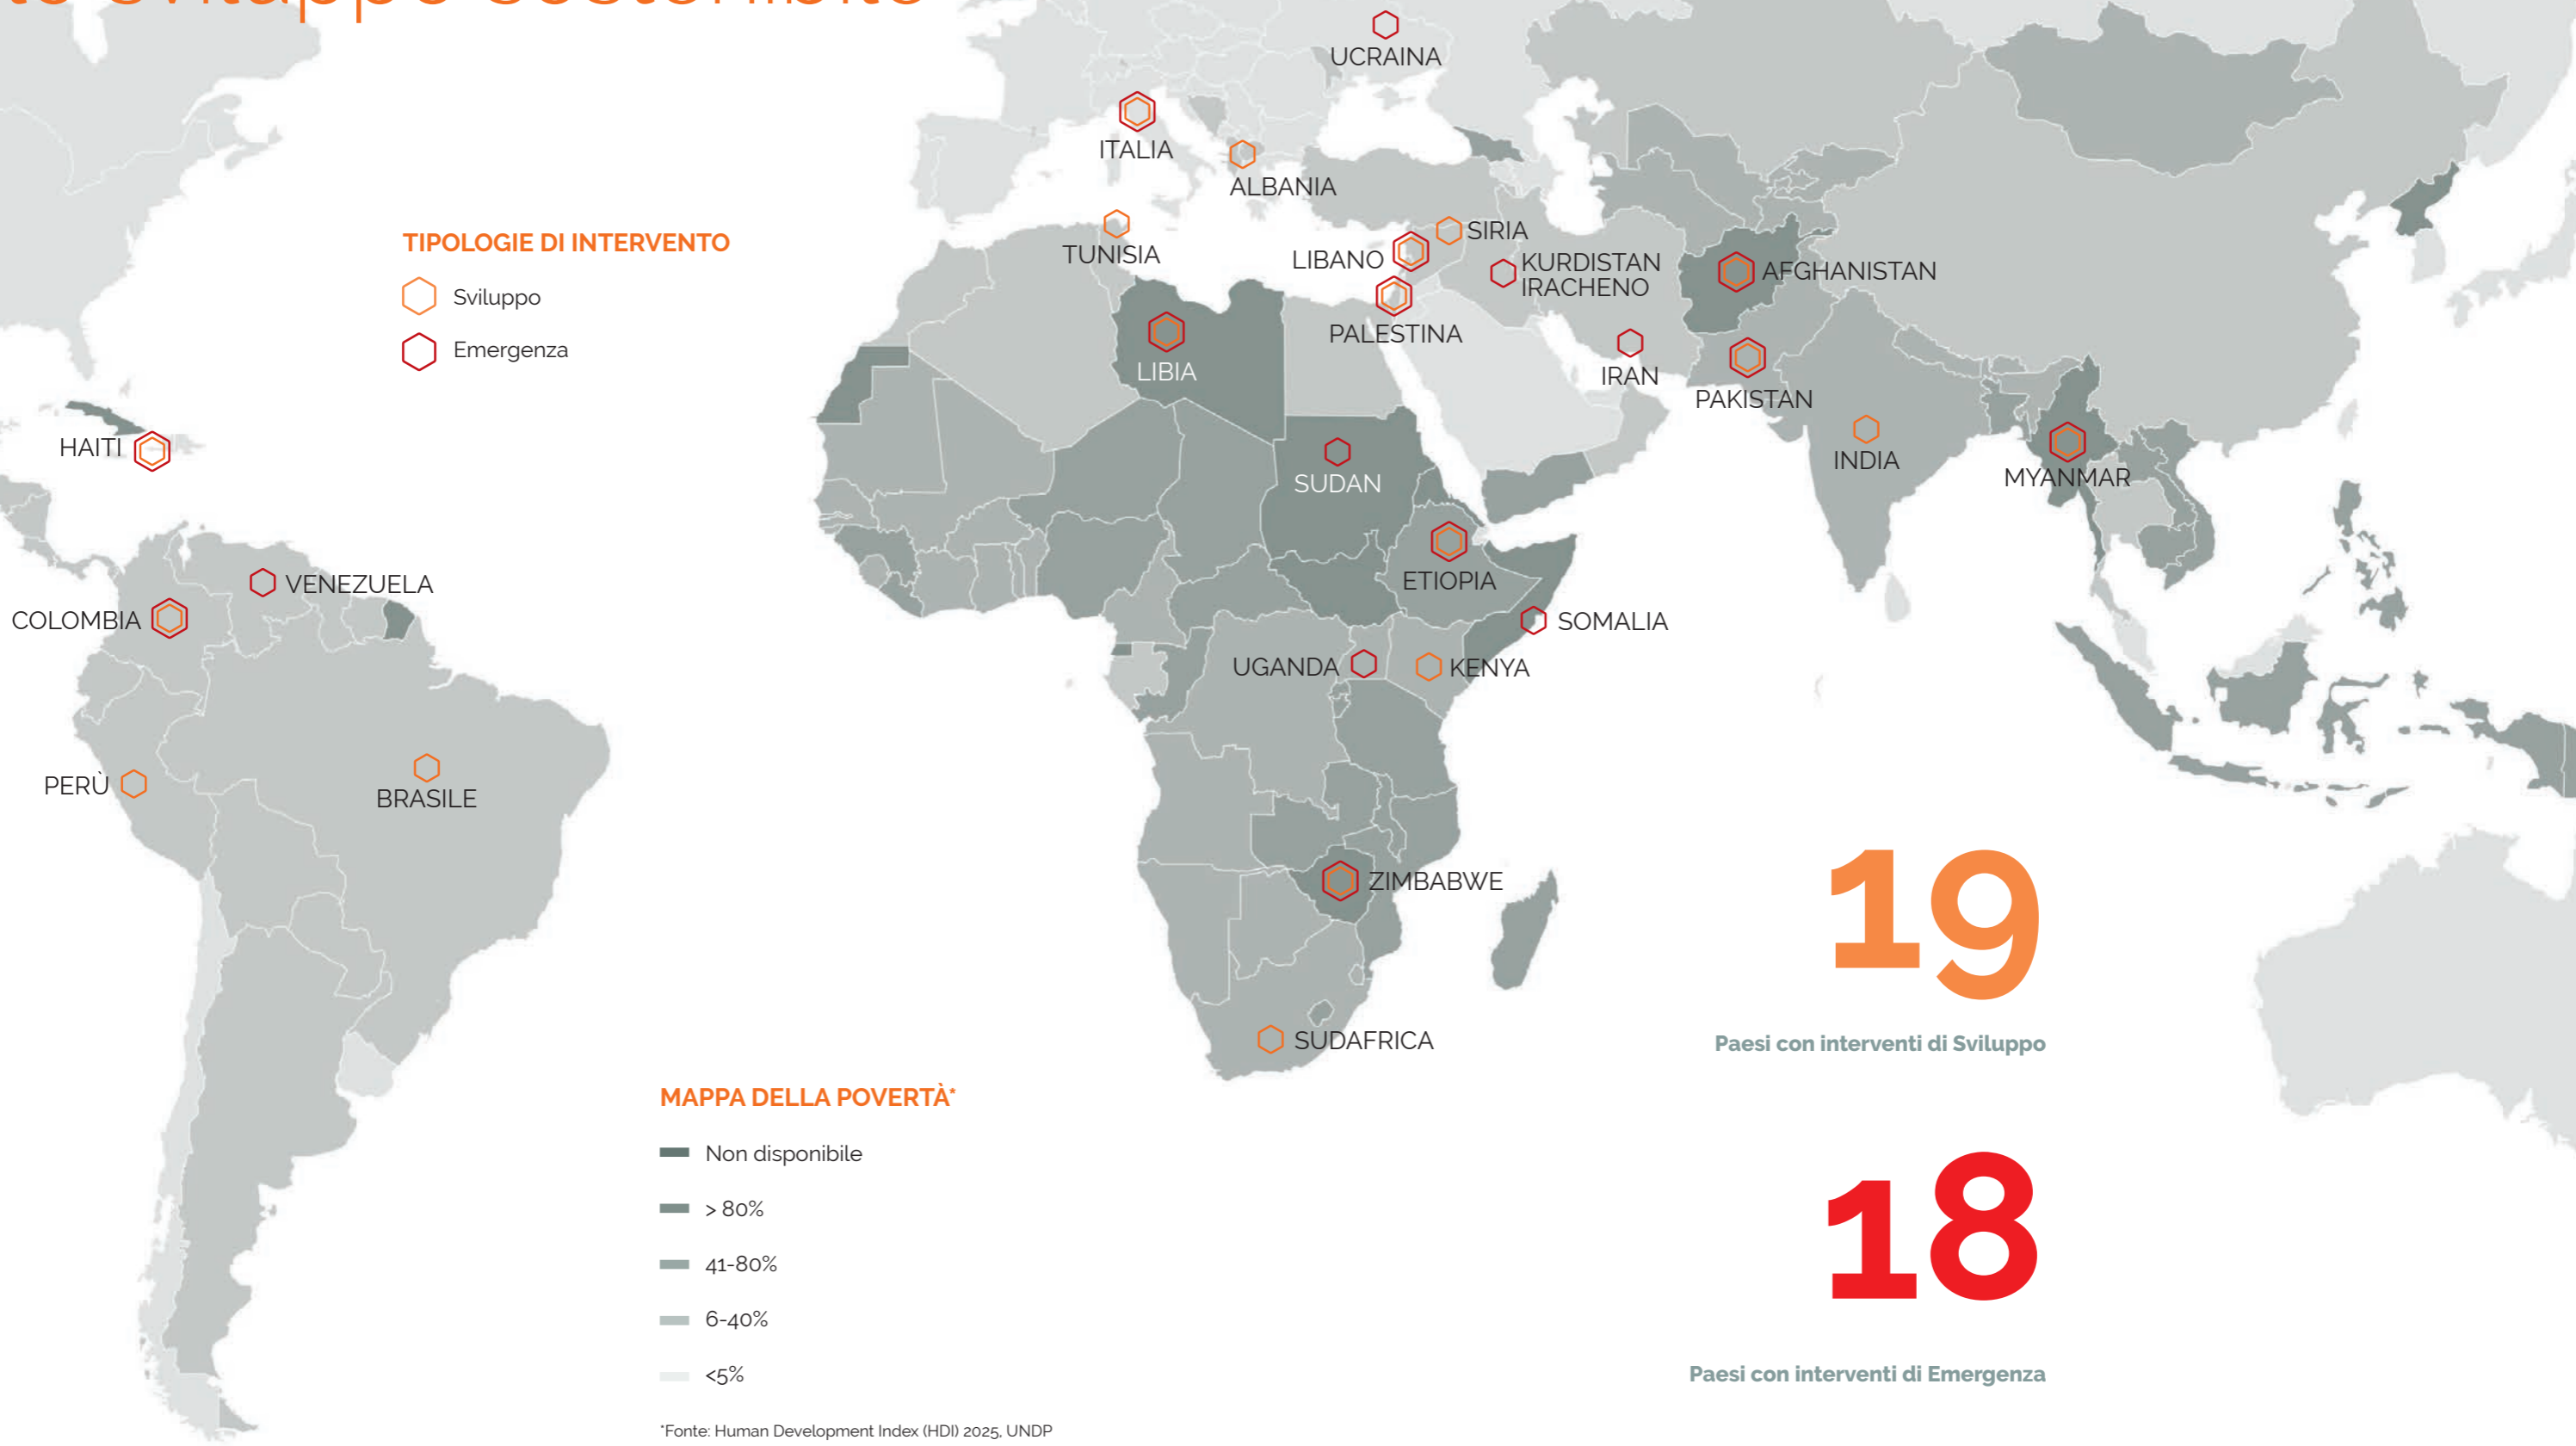 UCRAINA
ITALIA
ALBANIA
TIPOLOGIE DI INTERVENTO
Sviluppo
Emergenza
TUNISIA
SIRIA
LIBANO
KURDISTAN
IRACHENO
AFGHANISTAN
PALESTINA
LIBIA
IRAN
PAKISTAN
HAITI
SUDAN
INDIA
MYANMAR
ETIOPIA
VENEZUELA
COLOMBIA
SOMALIA
UGANDA
KENYA
PERÙ
BRASILE
ZIMBABWE
SUDAFRICA
19
Paesi con interventi di Sviluppo
18
Paesi con interventi di Emergenza
MAPPA DELLA POVERTÀ*
Non disponibile
> 80%
41-80%
6-40%
<5%
*Fonte: Human Development Index (HDI) 2025, UNDP